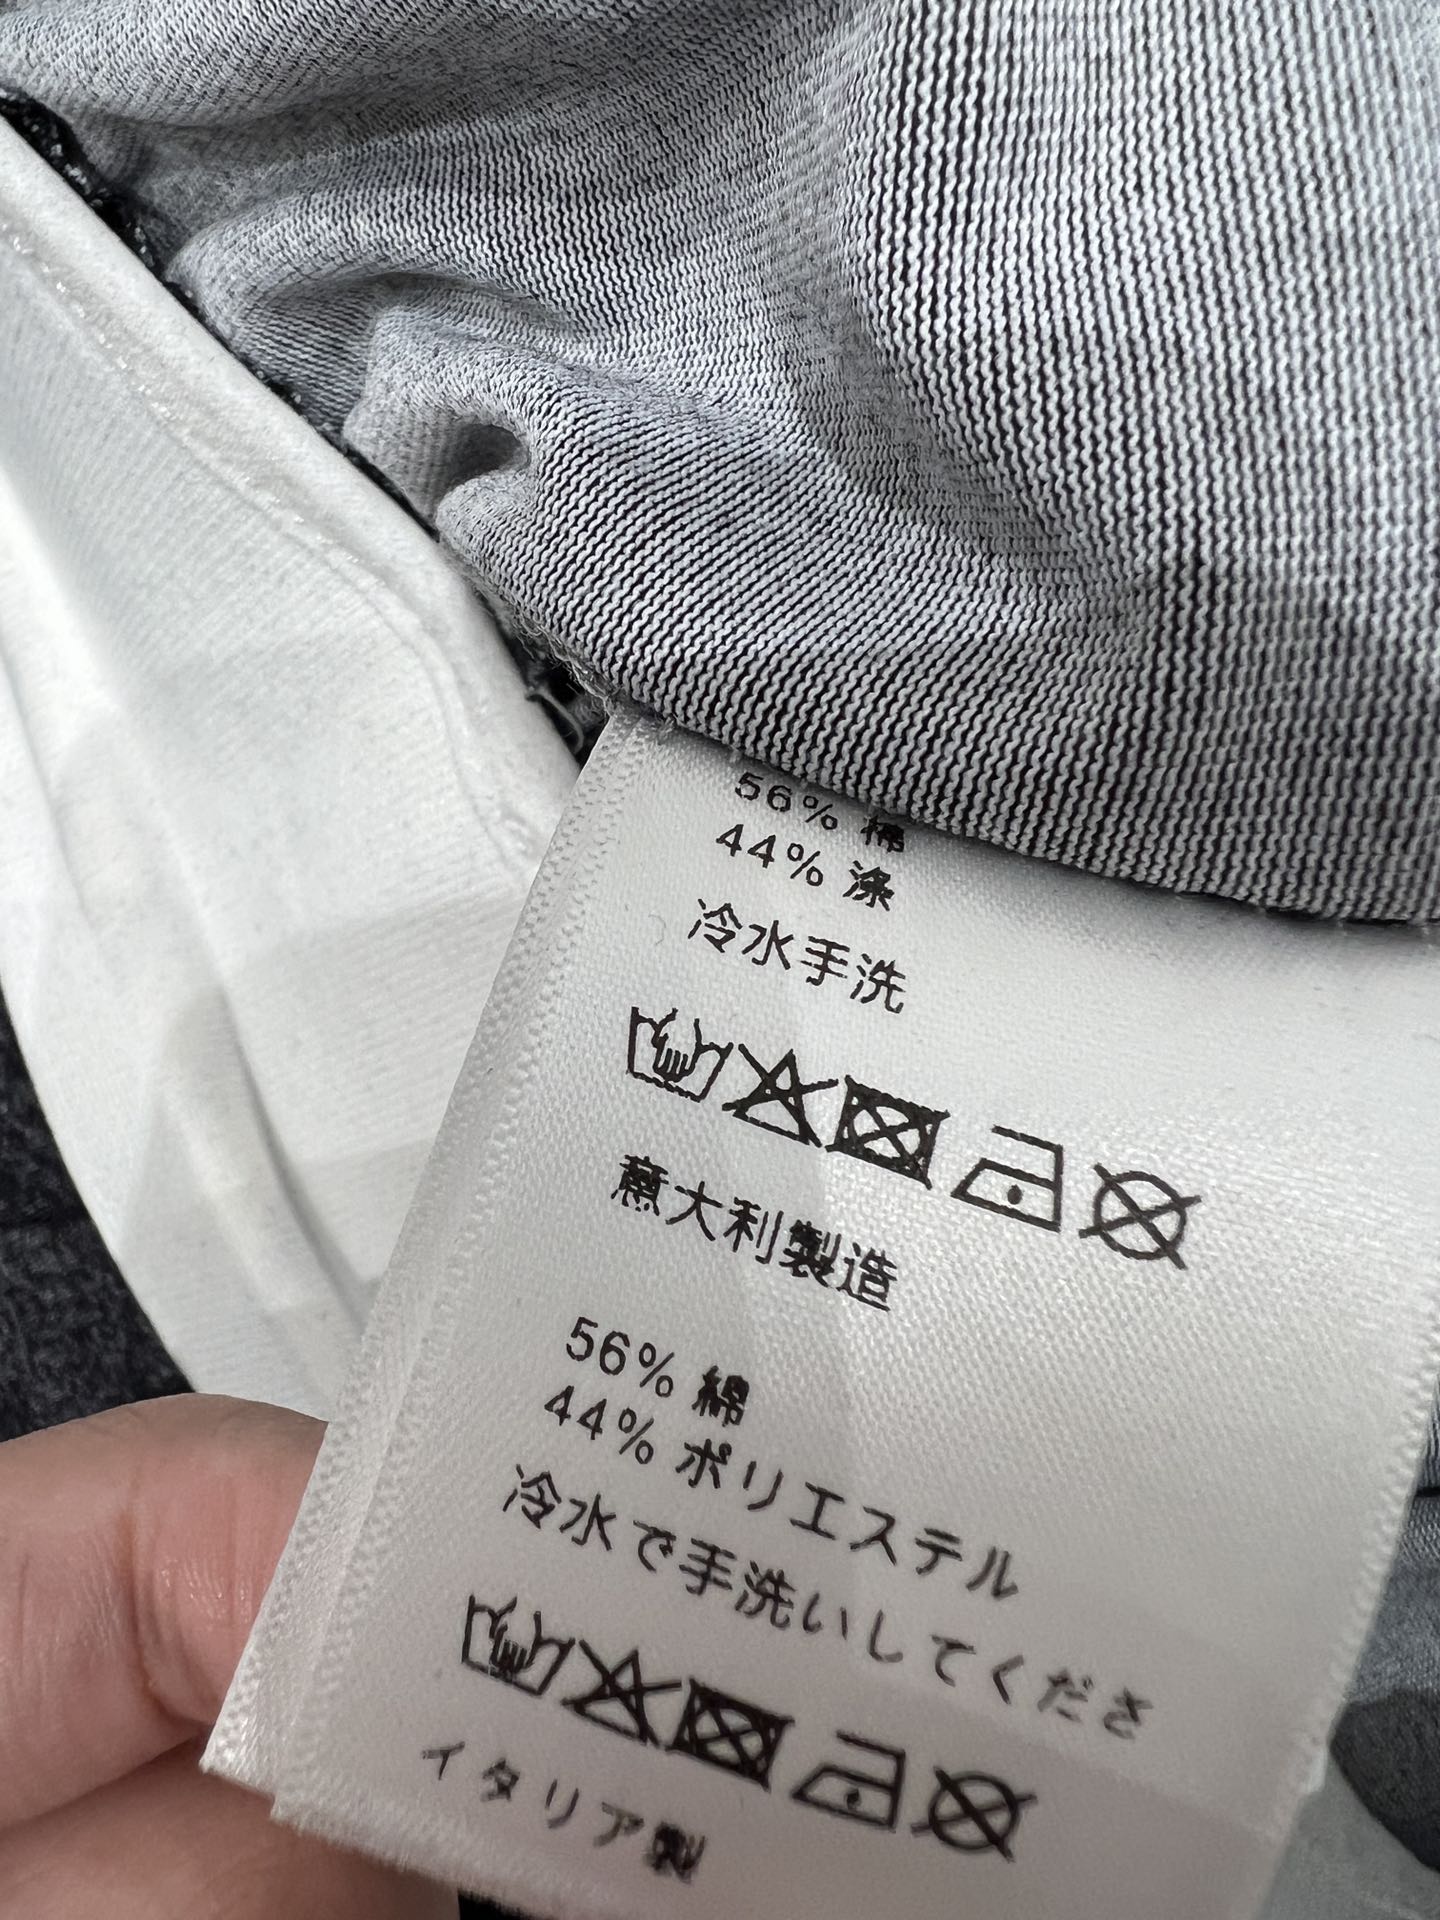 56% 棉
44% 涤
冷水手洗
意大利製造
56% 綿
44% ポリエステル
冷水で手洗いしてくださ
イタリア製